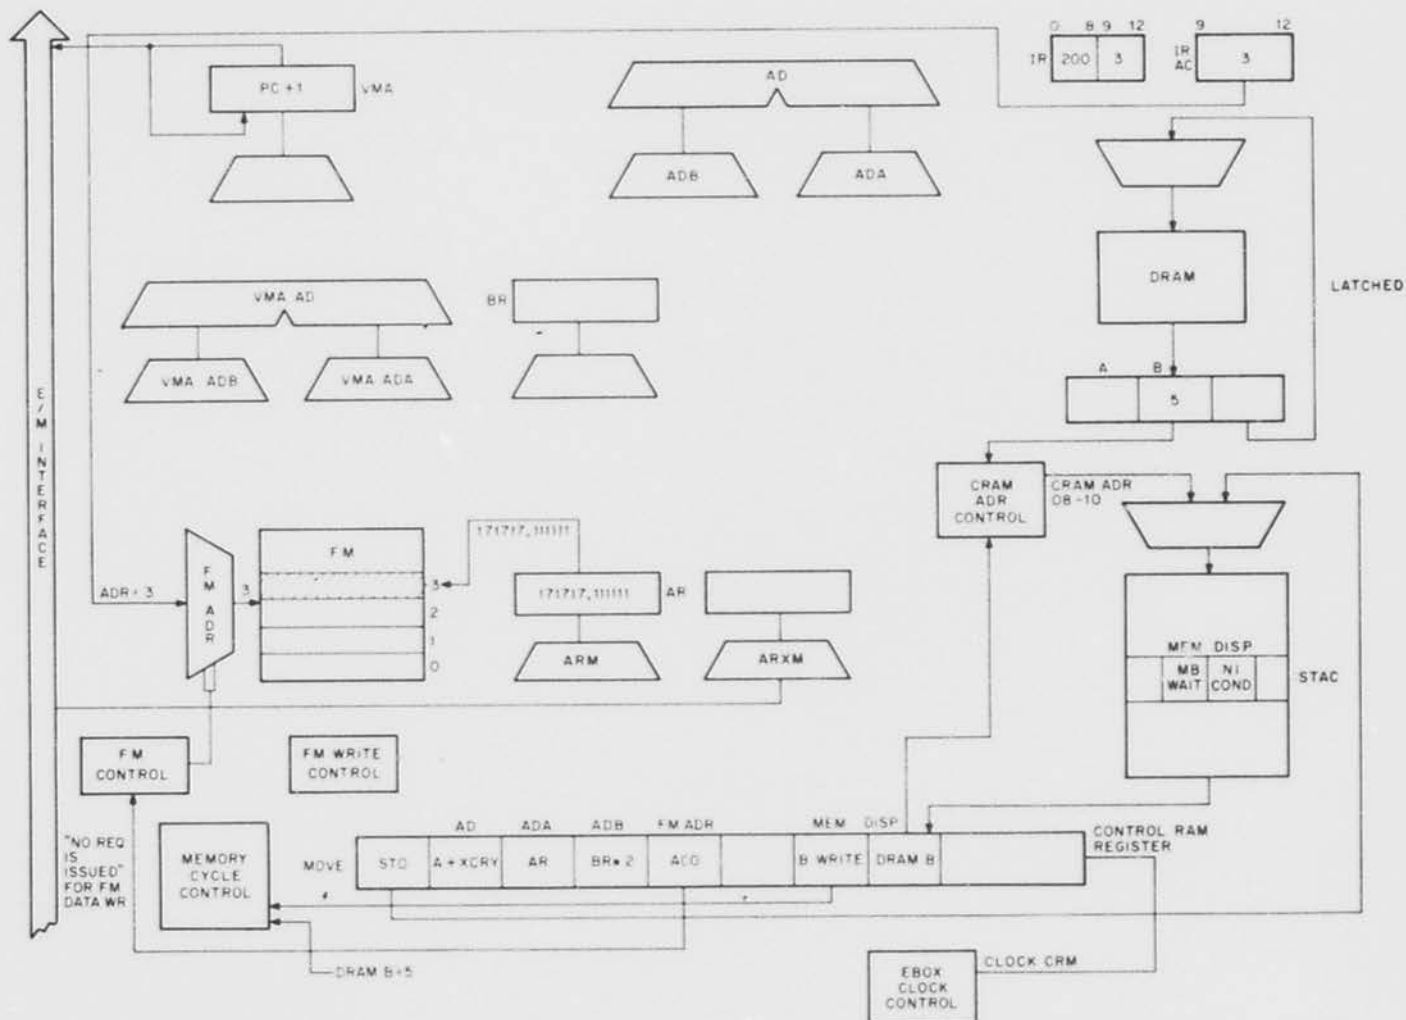 0 8 9 12
9 12
IR 200 3
IR AC 3
PC +1 VMA
AD
ADB ADA
DRAM
LATCHED
VMA AD
BR
VMA ADB VMA ADA
A B
5
E/M INTERFACE
CRAM ADR CONTROL
CRAM ADR 08-10
171717,111111
FM
FM ADR
ADR = 3
3
3
2
1
0
171717,111111 AR
ARM ARXM
MEM DISP
MB WAIT
NI COND
STAC
FM CONTROL
FM WRITE CONTROL
"NO REQ IS ISSUED" FOR FM DATA WR
MEMORY CYCLE CONTROL
AD ADA ADB FM ADR MEM DISP
MOVE STO A + XCRY AR BR*2 AC0 B WRITE DRAM B
CONTROL RAM REGISTER
DRAM B=5
EBOX CLOCK CONTROL
CLOCK CRM